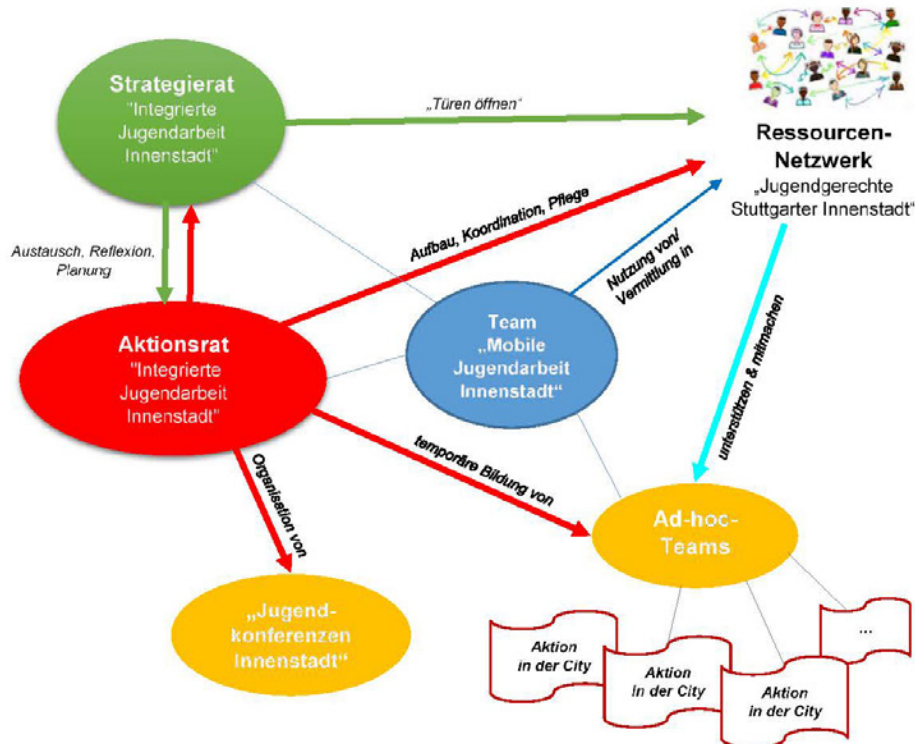 Strategierat
"Integrierte
Jugendarbeit
Innenstadt"
„Türen öffnen"
Ressourcen-
Netzwerk
„Jugendgerechte
Stuttgarter Innenstadt"
Austausch, Reflexion,
Planung
Aufbau, Koordination, Pflege
Nutzung von/
Vermittlung in
Aktionsrat
"Integrierte
Jugendarbeit
Innenstadt"
Team
„Mobile
Jugendarbeit
Innenstadt"
unterstützen & mitmachen
Organisation von
temporäre Bildung von
Ad-hoc-
Teams
„Jugend-
konferenzen
Innenstadt"
Aktion
in der City
Aktion
in der City
Aktion
in der City
...